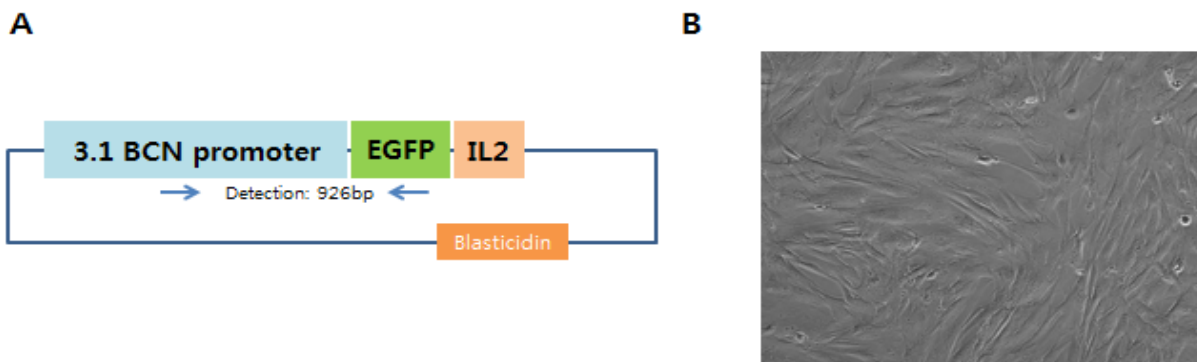 A
B
3.1 BCN promoter
EGFP
IL2
Detection: 926bp
Blasticidin